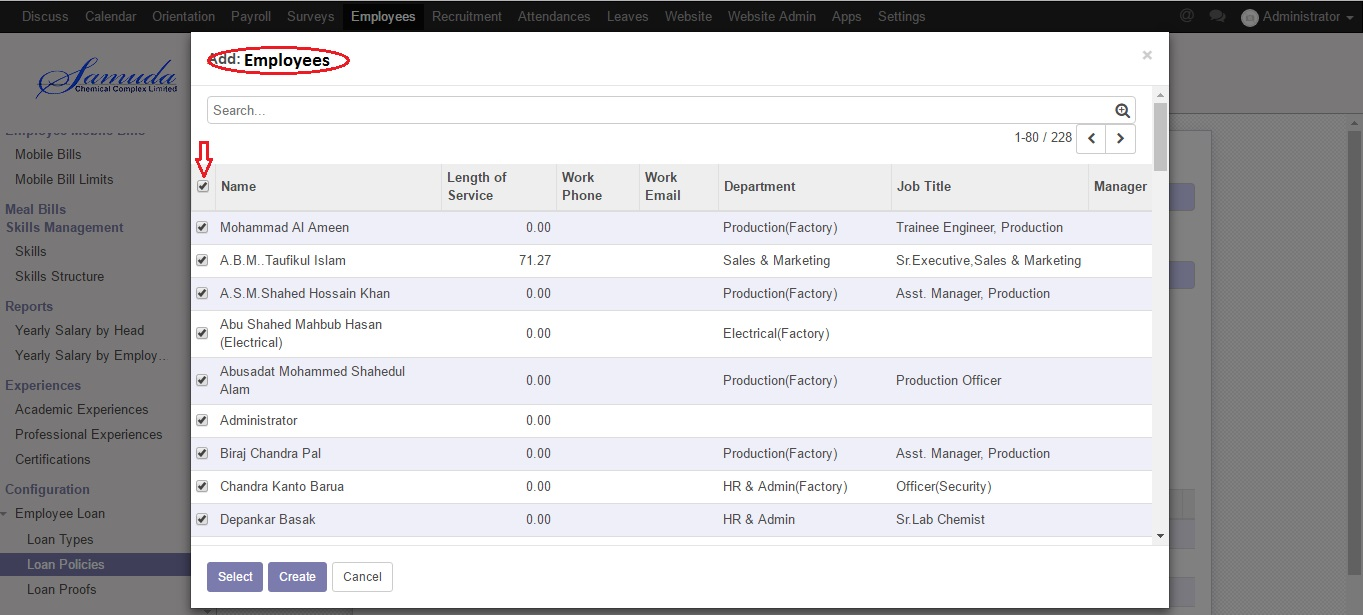 Discuss Calendar Orientation Payroll Surveys Employees Recruitment Attendances Leaves Website Website Admin Apps Settings @ Administrator
Samuda
Chemical Complex Limited
Employee Mobile Bills
Mobile Bills
Mobile Bill Limits
Meal Bills
Skills Management
Skills
Skills Structure
Reports
Yearly Salary by Head
Yearly Salary by Employ...
Experiences
Academic Experiences
Professional Experiences
Certifications
Configuration
Employee Loan
Loan Types
Loan Policies
Loan Proofs
Add: Employees ×
Search...
1-80 / 228
Name Length of Service Work Phone Work Email Department Job Title Manager
Mohammad Al Ameen 0.00 Production(Factory) Trainee Engineer, Production
A.B.M..Taufikul Islam 71.27 Sales & Marketing Sr.Executive,Sales & Marketing
A.S.M.Shahed Hossain Khan 0.00 Production(Factory) Asst. Manager, Production
Abu Shahed Mahbub Hasan
(Electrical) 0.00 Electrical(Factory)
Abusadat Mohammed Shahedul
Alam 0.00 Production(Factory) Production Officer
Administrator 0.00
Biraj Chandra Pal 0.00 Production(Factory) Asst. Manager, Production
Chandra Kanto Barua 0.00 HR & Admin(Factory) Officer(Security)
Depankar Basak 0.00 HR & Admin Sr.Lab Chemist
Select Create Cancel